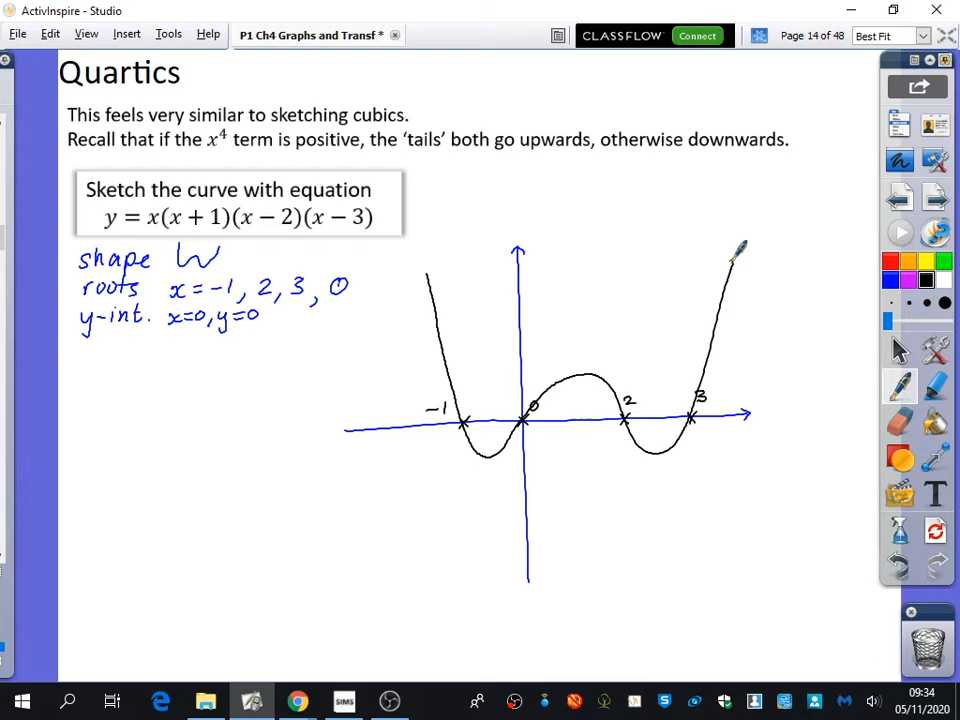 ActivInspire - Studio
File Edit View Insert Tools Help
P1 Ch4 Graphs and Transf *
CLASSFLOW Connect
Page 14 of 48
Best Fit
Quartics
This feels very similar to sketching cubics.
Recall that if the x⁴ term is positive, the ‘tails’ both go upwards, otherwise downwards.
Sketch the curve with equation
y = x(x + 1)(x − 2)(x − 3)
shape W
roots x = -1, 2, 3, 0
y-int. x=0, y=0
-1 0 2 3
T
SIMS
09:34
05/11/2020